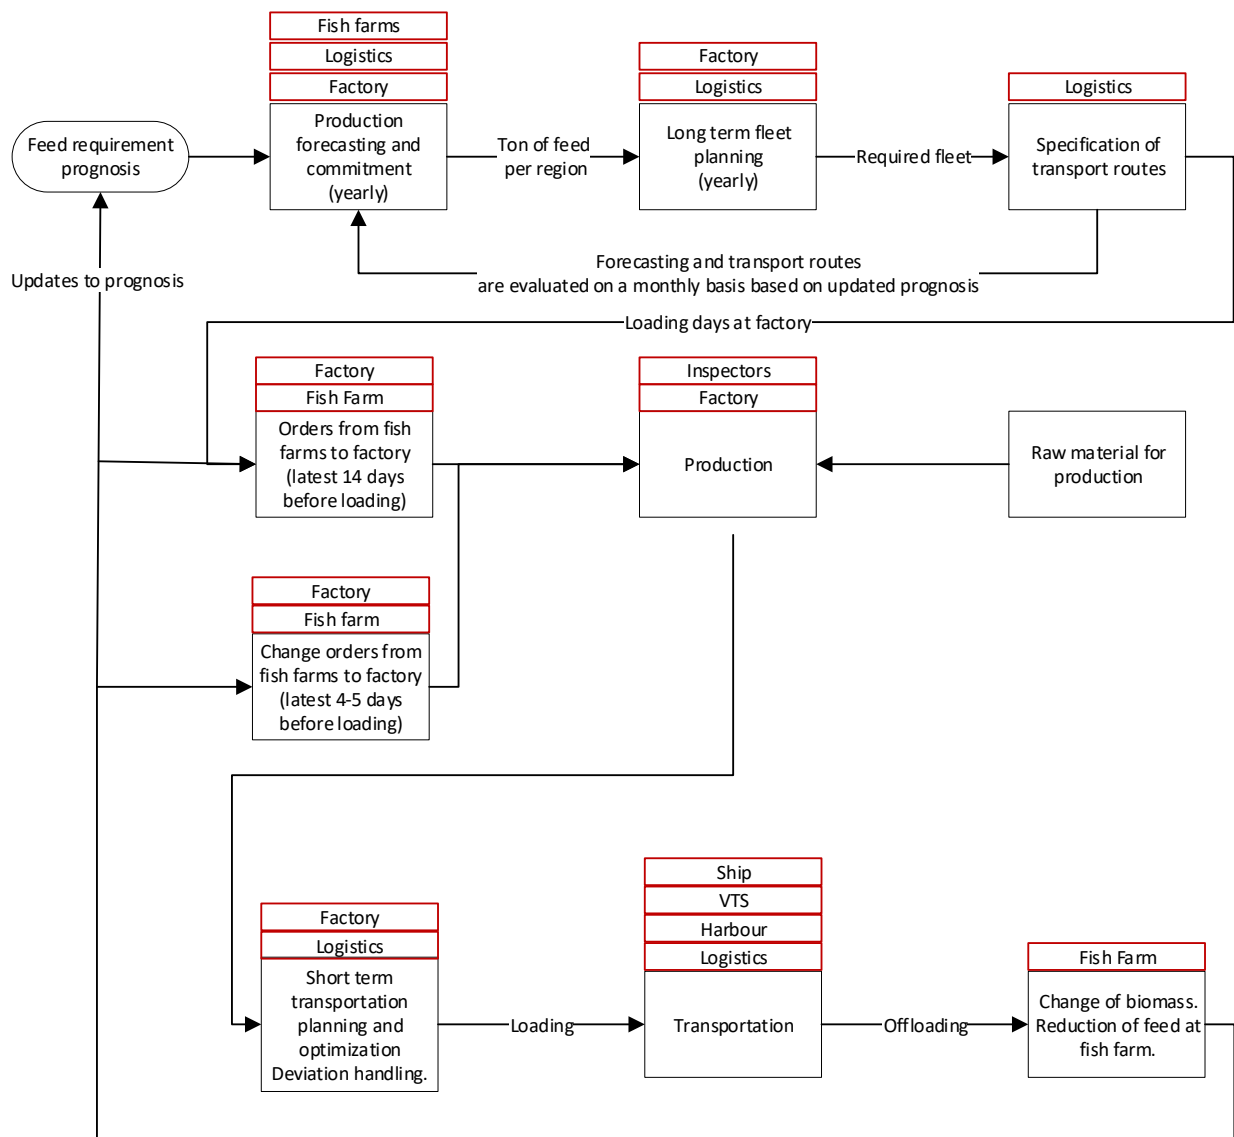 Fish farms
Logistics
Factory
Factory
Logistics
Logistics
Feed requirement
prognosis
Production
forecasting and
commitment
(yearly)
Ton of feed
per region
Long term fleet
planning
(yearly)
Required fleet
Specification of
transport routes
Updates to prognosis
Forecasting and transport routes
are evaluated on a monthly basis based on updated prognosis
Loading days at factory
Factory
Fish Farm
Orders from fish
farms to factory
(latest 14 days
before loading)
Inspectors
Factory
Production
Raw material for
production
Factory
Fish farm
Change orders from
fish farms to factory
(latest 4-5 days
before loading)
Factory
Logistics
Short term
transportation
planning and
optimization
Deviation handling.
Loading
Ship
VTS
Harbour
Logistics
Transportation
Offloading
Fish Farm
Change of biomass.
Reduction of feed at
fish farm.